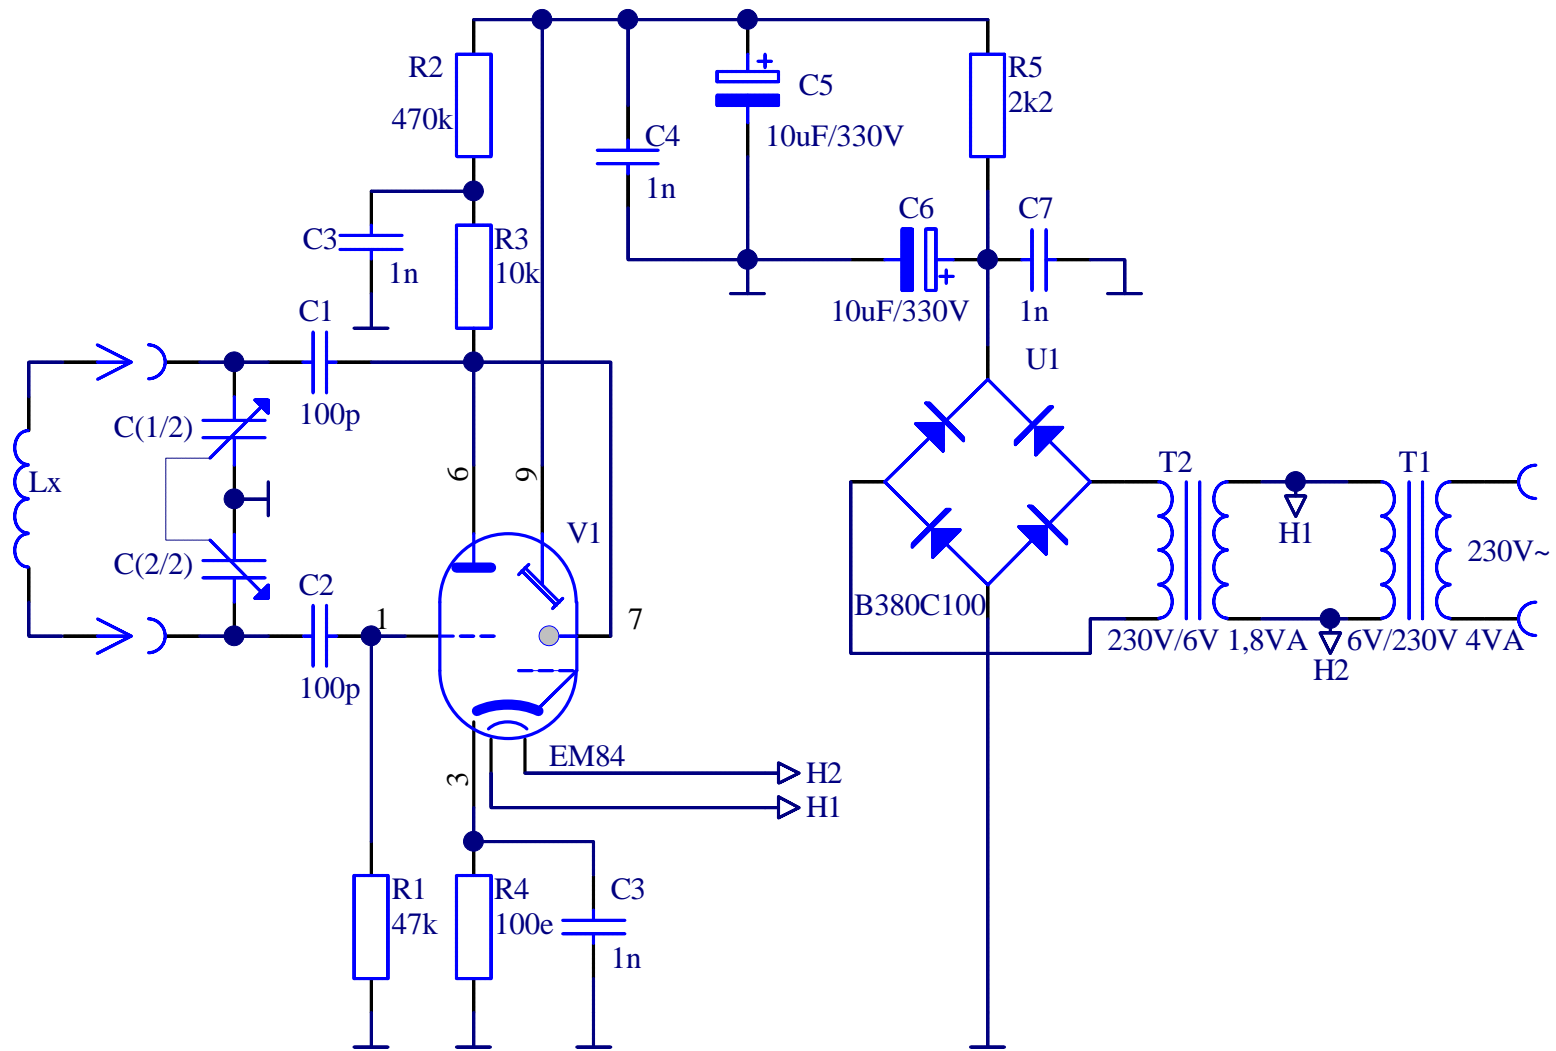 R2
470k
C3
1n
R3
10k
C4
1n
C5
10uF/330V
R5
2k2
C6
10uF/330V
C7
1n
U1
B380C100
T2
230V/6V 1,8VA
H1
H2
T1
6V/230V 4VA
230V~
C1
100p
C(1/2)
Lx
C(2/2)
C2
100p
1
6
9
V1
7
EM84
3
H2
H1
R1
47k
R4
100e
C3
1n